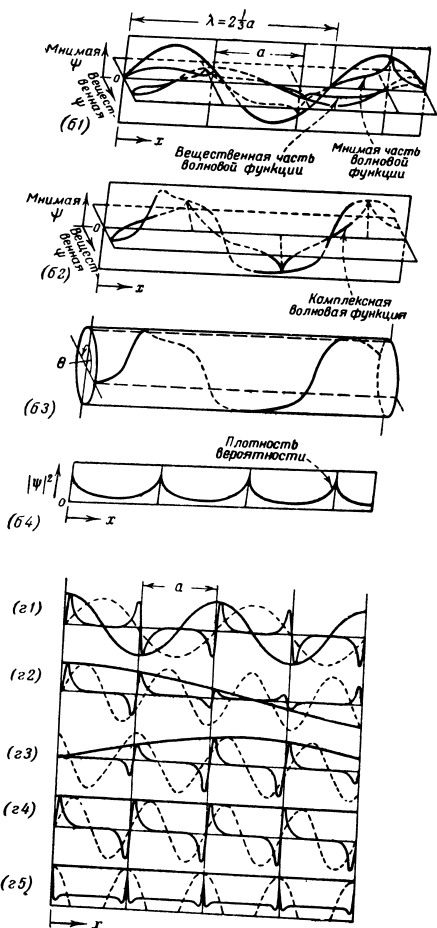 λ=2⅓a
a
Мнимая
ψ
0
Вещест
венная
ψ
(б1)
x
Вещественная часть
волновой функции
Мнимая часть
волновой
функции
Мнимая
ψ
0
Вещест
венная
ψ
(б2)
x
Комплексная
волновая функция
θ
(б3)
Плотность
вероятности
|ψ|²
0
(б4)
x
a
(г1)
(г2)
(г3)
(г4)
(г5)
x